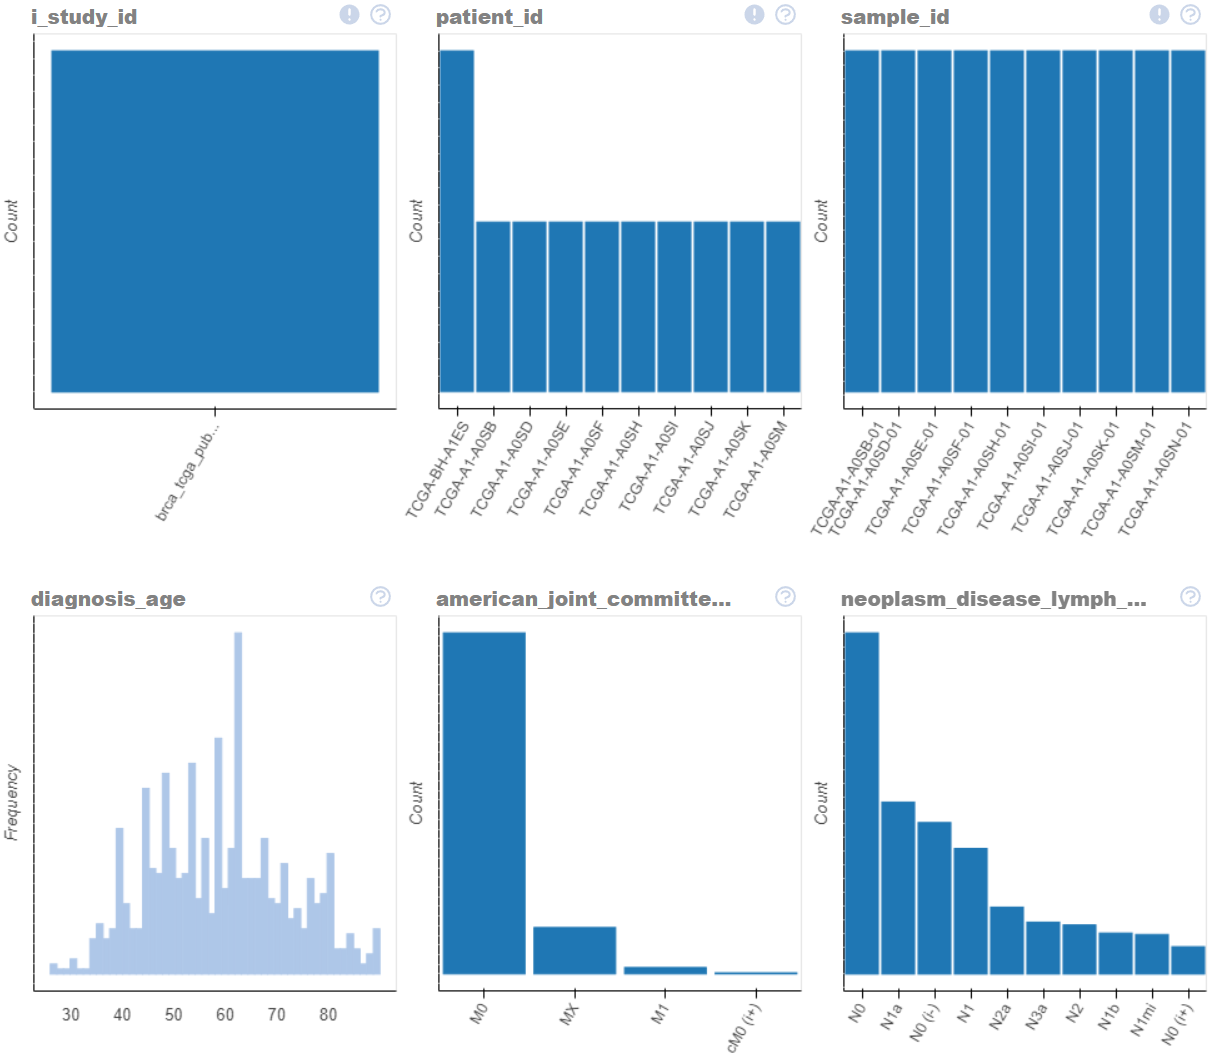 i_study_id
patient_id
sample_id
Count
brca_tcga_pub...
Count
TCGA-BH-A1ES
TCGA-A1-A0SB
TCGA-A1-A0SD
TCGA-A1-A0SE
TCGA-A1-A0SF
TCGA-A1-A0SH
TCGA-A1-A0SI
TCGA-A1-A0SJ
TCGA-A1-A0SK
TCGA-A1-A0SM
Count
TCGA-A1-A0SB-01
TCGA-A1-A0SD-01
TCGA-A1-A0SE-01
TCGA-A1-A0SF-01
TCGA-A1-A0SH-01
TCGA-A1-A0SI-01
TCGA-A1-A0SJ-01
TCGA-A1-A0SK-01
TCGA-A1-A0SM-01
TCGA-A1-A0SN-01
diagnosis_age
american_joint_committe...
neoplasm_disease_lymph_...
Frequency
30 40 50 60 70 80
Count
M0
MX
M1
cM0 (i+)
Count
N0
N1a
N0 (i-)
N1
N2a
N3a
N2
N1b
N1mi
N0 (i+)